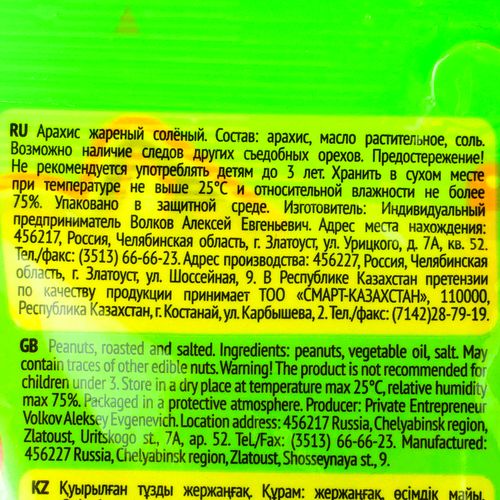 RU Арахис жареный солёный. Состав: арахис, масло растительное, соль.
Возможно наличие следов других съедобных орехов. Предостережение!
Не рекомендуется употреблять детям до 3 лет. Хранить в сухом месте
при температуре не выше 25°С и относительной влажности не более
75%. Упаковано в защитной среде. Изготовитель: Индивидуальный
предприниматель Волков Алексей Евгеньевич. Адрес места нахождения:
456217, Россия, Челябинская область, г. Златоуст, ул. Урицкого, д. 7А, кв. 52.
Тел./факс: (3513) 66-66-23. Адрес производства: 456227, Россия, Челябинская
область, г. Златоуст, ул. Шоссейная, 9. В Республике Казахстан претензии
по качеству продукции принимает ТОО «СМАРТ-КАЗАХСТАН», 110000,
Республика Казахстан, г. Костанай, ул. Карбышева, 2. Тел./факс: (7142)28-79-19.
GB Peanuts, roasted and salted. Ingredients: peanuts, vegetable oil, salt. May
contain traces of other edible nuts. Warning! The product is not recommended for
children under 3. Store in a dry place at temperature max 25°C, relative humidity
max 75%. Packaged in a protective atmosphere. Producer: Private Entrepreneur
Volkov Aleksey Evgenevich. Location address: 456217 Russia, Chelyabinsk region,
Zlatoust, Uritskogo st., 7A, ap. 52. Tel./Fax: (3513) 66-66-23. Manufactured:
456227 Russia, Chelyabinsk region, Zlatoust, Shosseynaya st., 9.
KZ Қуырылған тұзды жержаңғақ. Құрам: жержаңғақ, өсімдік майы,